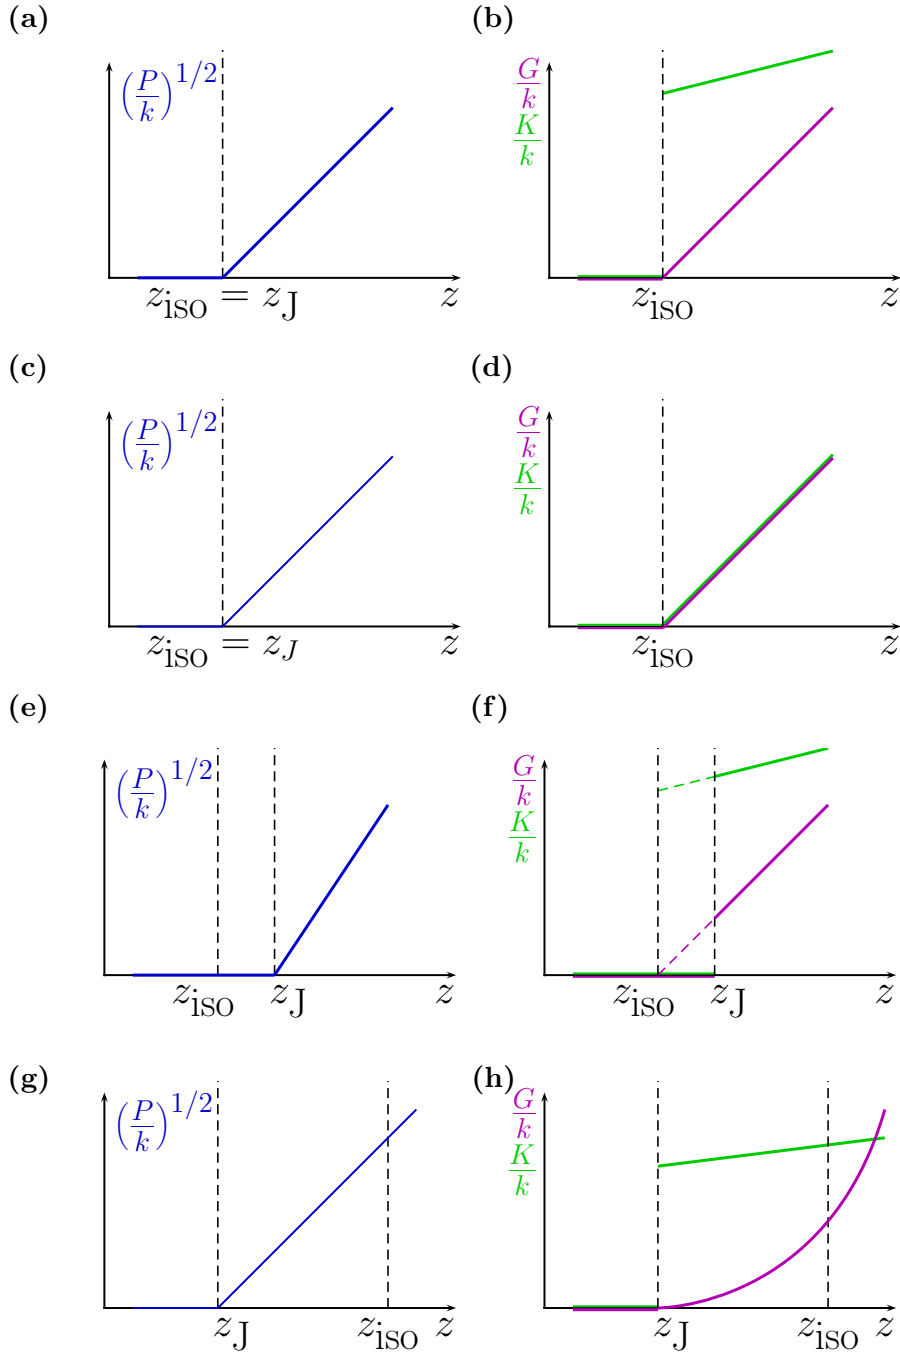 (a) (b)
(P/k)^{1/2} G/k
K/k
z_iso = z_J z z_iso z
(c) (d)
(P/k)^{1/2} G/k
K/k
z_iso = z_J z z_iso z
(e) (f)
(P/k)^{1/2} G/k
K/k
z_iso z_J z z_iso z_J z
(g) (h)
(P/k)^{1/2} G/k
K/k
z_J z_iso z z_J z_iso z